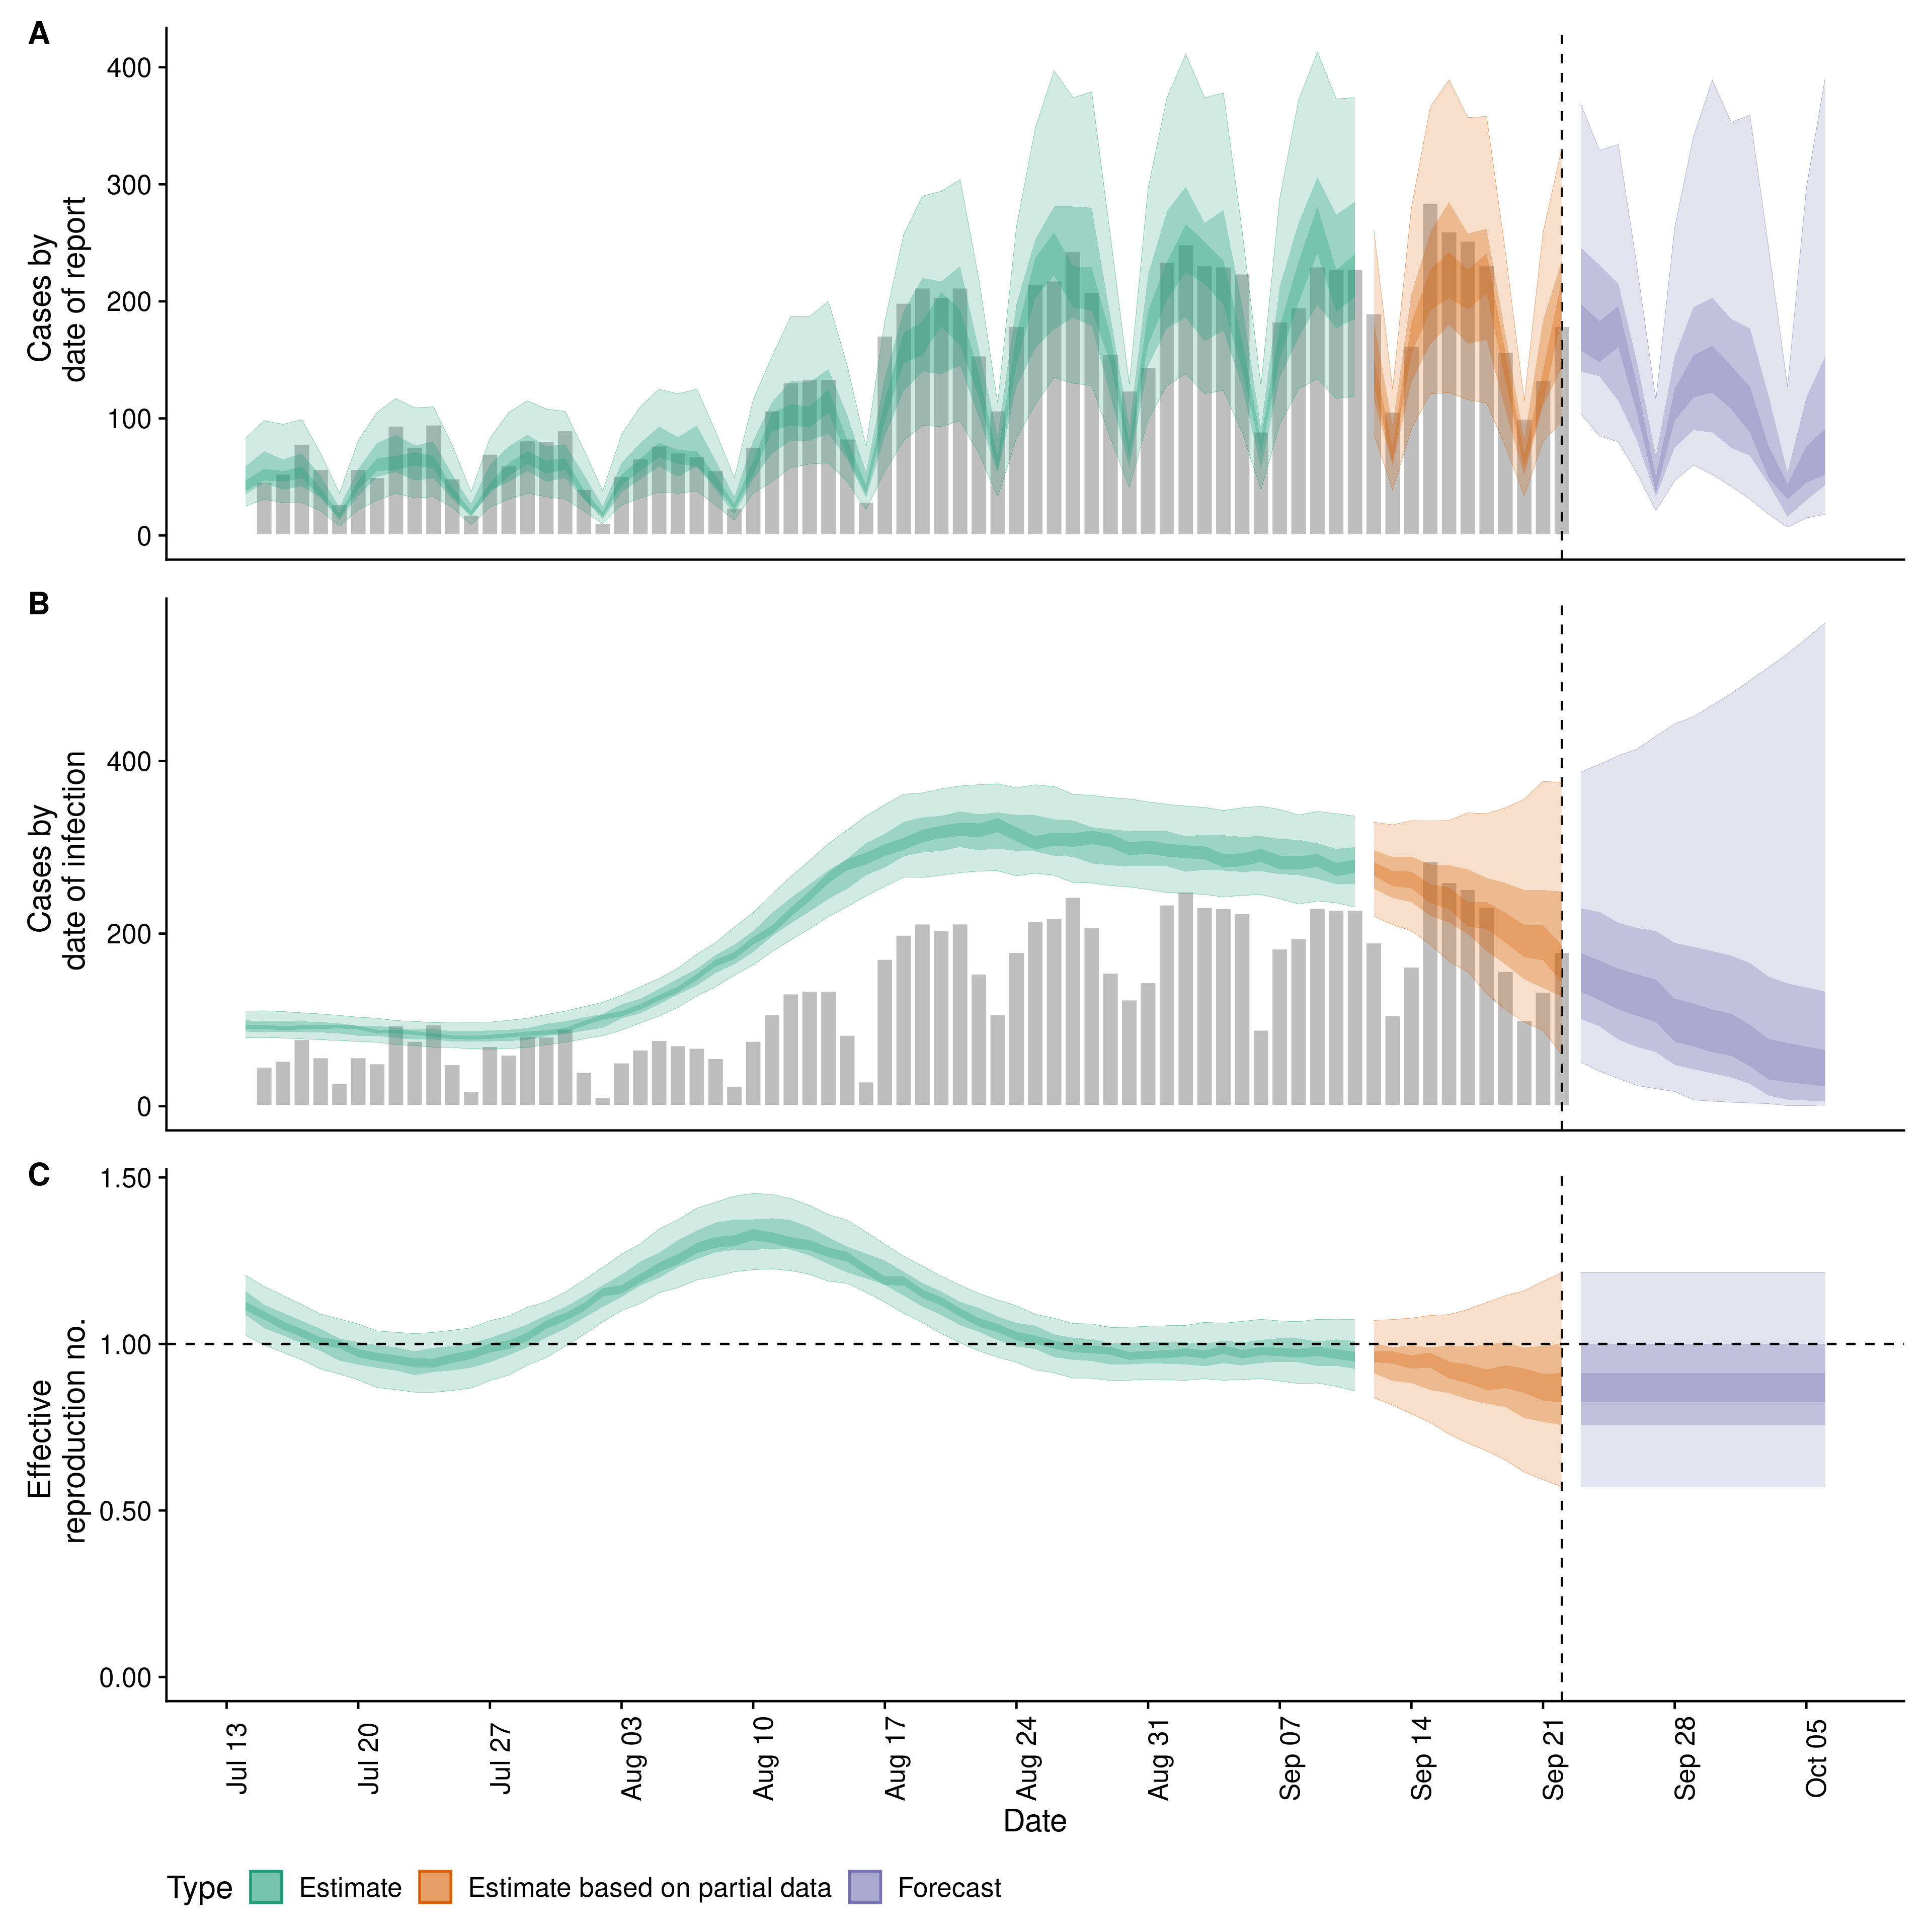 A
Cases by
date of report
400
300
200
100
0
B
Cases by
date of infection
400
200
0
C
Effective
reproduction no.
1.50
1.00
0.50
0.00
Jul 13
Jul 20
Jul 27
Aug 03
Aug 10
Aug 17
Aug 24
Aug 31
Sep 07
Sep 14
Sep 21
Sep 28
Oct 05
Date
Type Estimate Estimate based on partial data Forecast